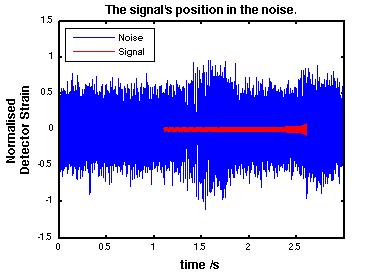 The signal's position in the noise.
Noise
Signal
Normalised
Detector Strain
1.5
1
0.5
0
-0.5
-1
-1.5
0
0.5
1
1.5
2
2.5
time /s